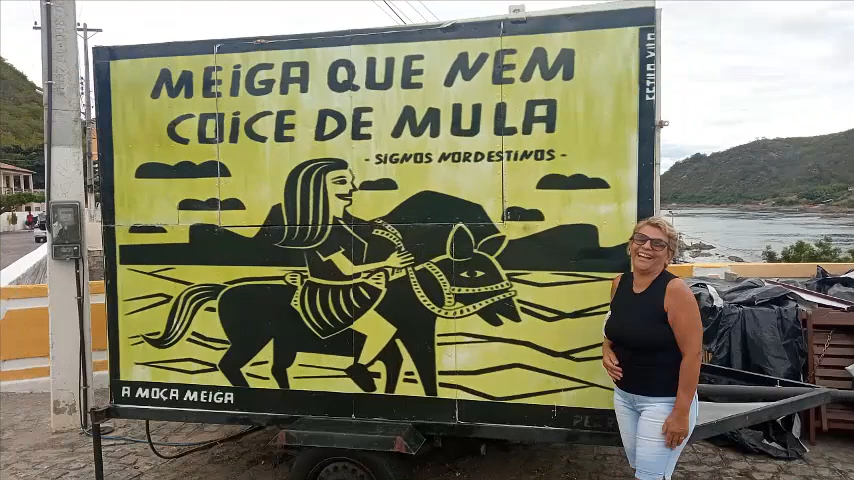 MEIGA QUE NEM
COICE DE MULA
- SIGNOS NORDESTINOS -
A MOÇA MEIGA